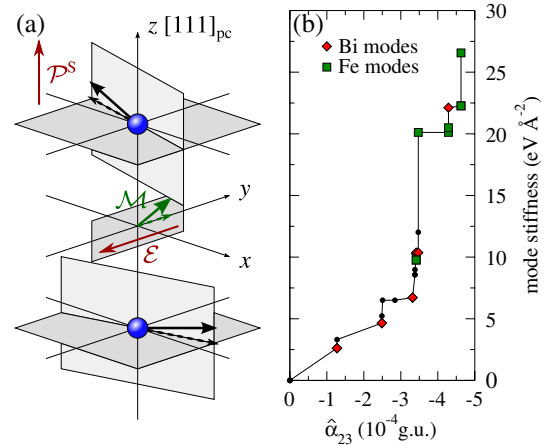 (a)
z [111]pc
𝒫ˢ
ℳ
y
x
ℰ
(b)
Bi modes
Fe modes
30
25
20
15
10
5
0
mode stiffness (eV Å⁻²)
0 -1 -2 -3 -4 -5
α̂₂₃ (10⁻⁴g.u.)